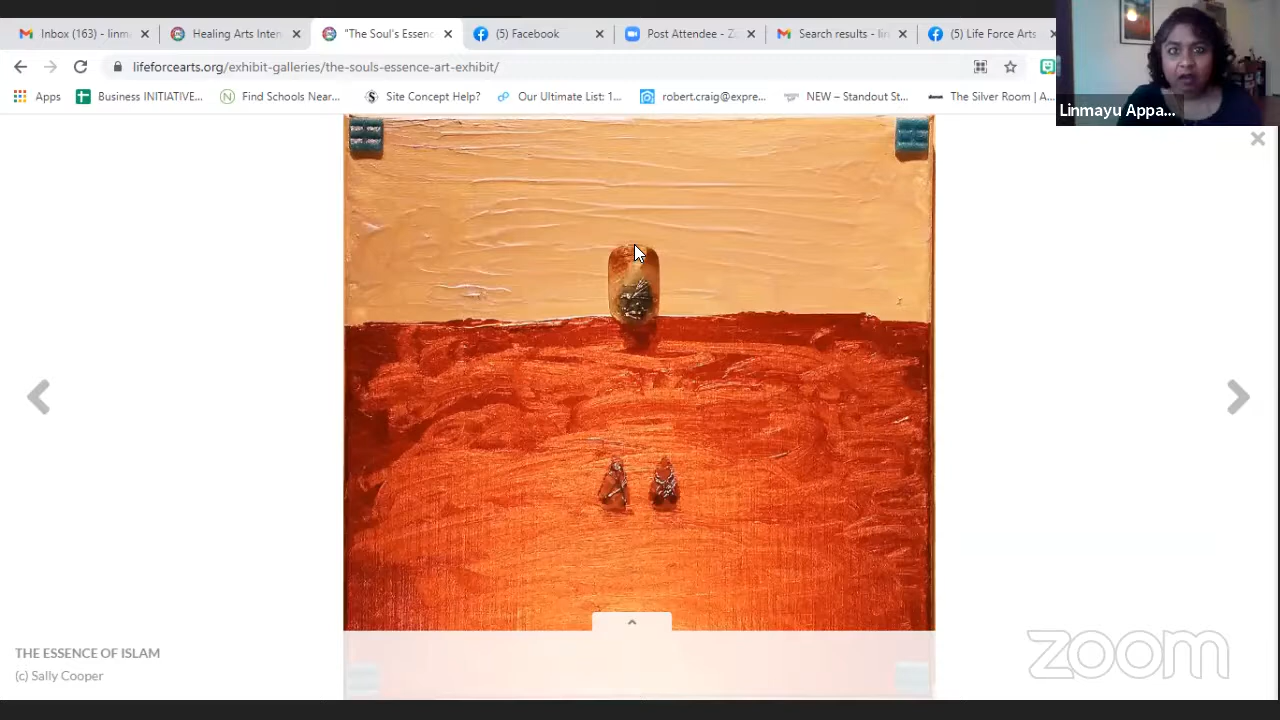 Inbox (163) - linm
Healing Arts Inten
"The Soul's Essenc
(5) Facebook
Post Attendee - Zo
Search results - lin
(5) Life Force Arts
lifeforcearts.org/exhibit-galleries/the-souls-essence-art-exhibit/
Apps
Business INITIATIVE...
Find Schools Near...
Site Concept Help?
Our Ultimate List: 1...
robert.craig@expre...
NEW – Standout St...
The Silver Room | A...
Linmayu Appa...
THE ESSENCE OF ISLAM
(c) Sally Cooper
zoom